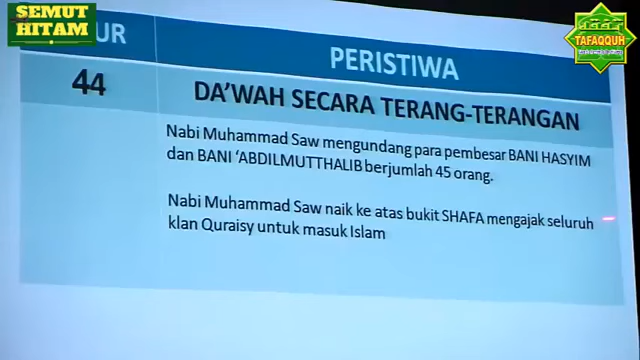 SEMUT
HITAM
TAFAQQUH
UR
PERISTIWA
44
DA'WAH SECARA TERANG-TERANGAN
Nabi Muhammad Saw mengundang para pembesar BANI HASYIM
dan BANI 'ABDILMUTTHALIB berjumlah 45 orang.
Nabi Muhammad Saw naik ke atas bukit SHAFA mengajak seluruh
klan Quraisy untuk masuk Islam